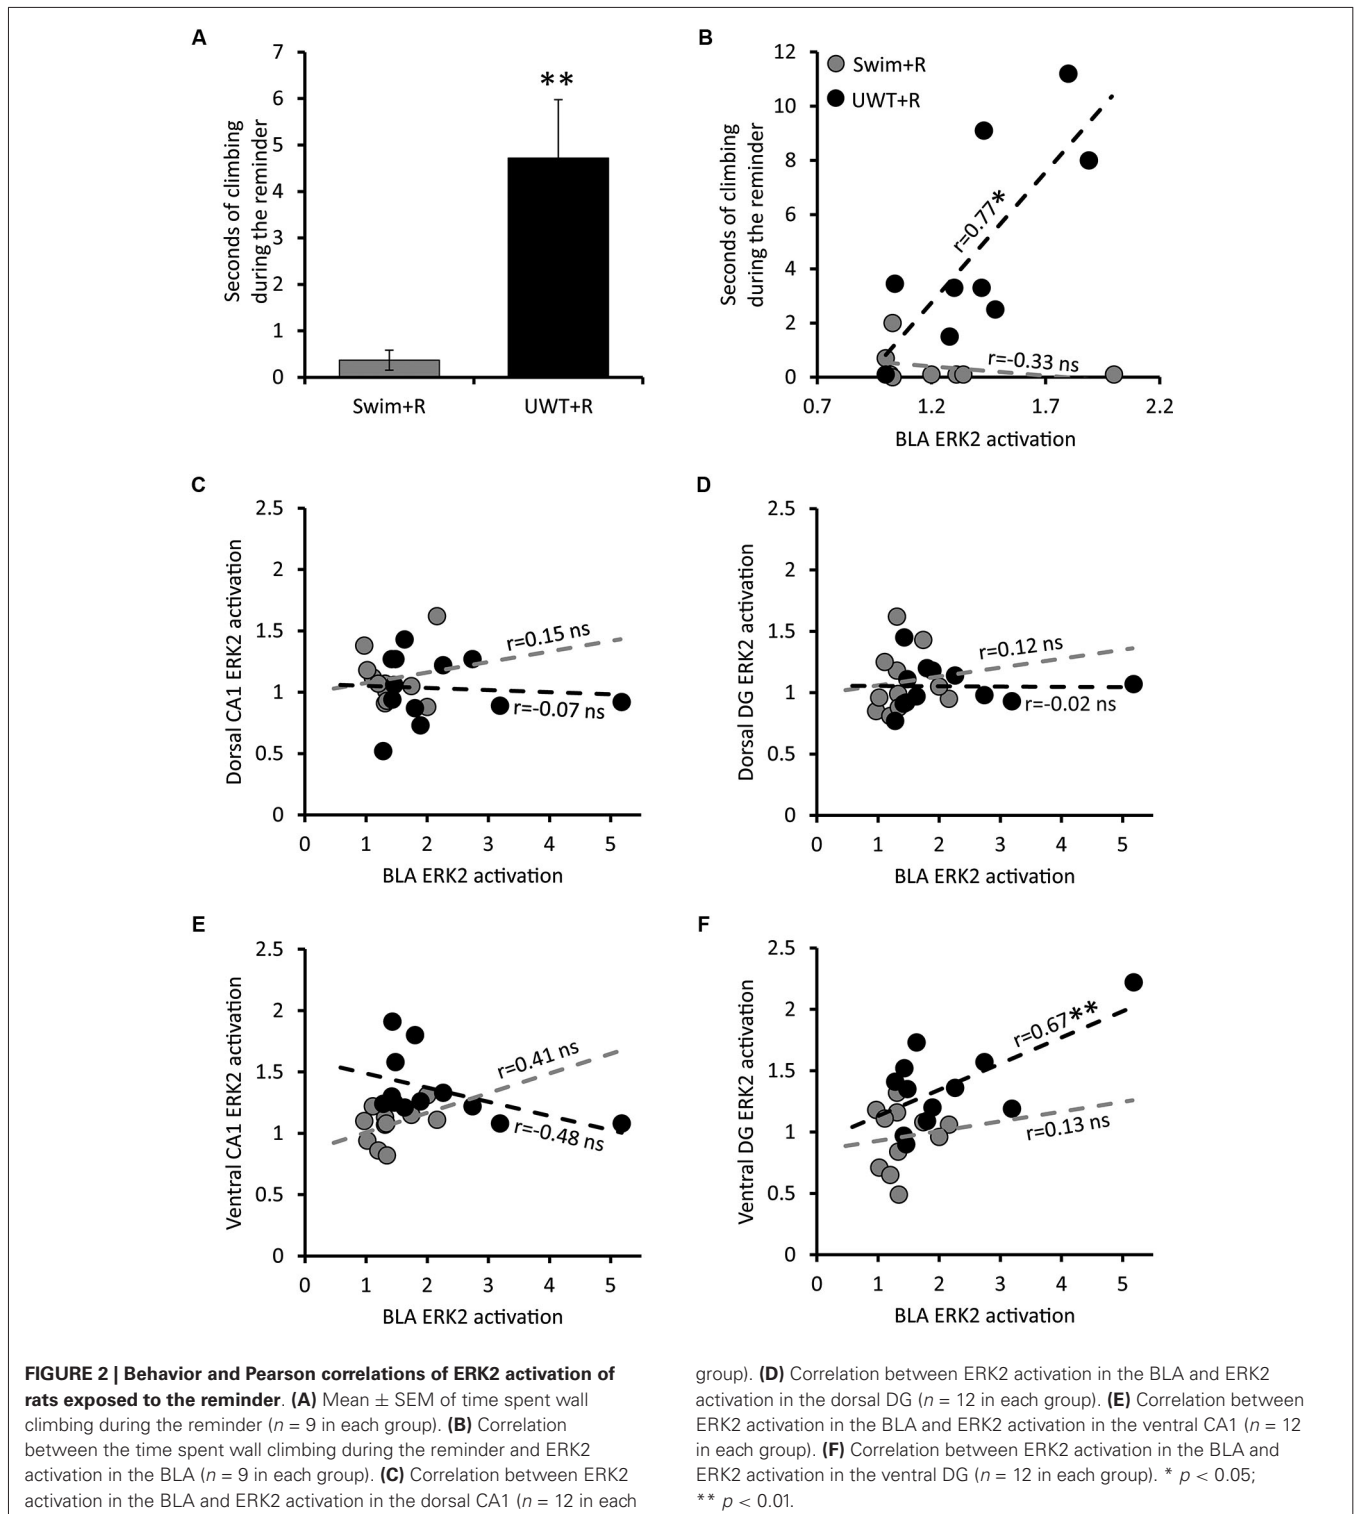 A
7
6
5
4
3
2
1
0
Seconds of climbing
during the reminder
**
Swim+R
UWT+R
B
12
10
8
6
4
2
0
Seconds of climbing
during the reminder
Swim+R
UWT+R
r=0.77*
r=-0.33 ns
0.7
1.2
1.7
2.2
BLA ERK2 activation
C
2.5
2
1.5
1
0.5
0
Dorsal CA1 ERK2 activation
r=0.15 ns
r=-0.07 ns
0
1
2
3
4
5
BLA ERK2 activation
D
2.5
2
1.5
1
0.5
0
Dorsal DG ERK2 activation
r=0.12 ns
r=-0.02 ns
0
1
2
3
4
5
BLA ERK2 activation
E
2.5
2
1.5
1
0.5
0
Ventral CA1 ERK2 activation
r=0.41 ns
r=-0.48 ns
0
1
2
3
4
5
BLA ERK2 activation
F
2.5
2
1.5
1
0.5
0
Ventral DG ERK2 activation
r=0.67**
r=0.13 ns
0
1
2
3
4
5
BLA ERK2 activation
FIGURE 2 | Behavior and Pearson correlations of ERK2 activation of
rats exposed to the reminder. (A) Mean ± SEM of time spent wall
climbing during the reminder (n = 9 in each group). (B) Correlation
between the time spent wall climbing during the reminder and ERK2
activation in the BLA (n = 9 in each group). (C) Correlation between ERK2
activation in the BLA and ERK2 activation in the dorsal CA1 (n = 12 in each
group). (D) Correlation between ERK2 activation in the BLA and ERK2
activation in the dorsal DG (n = 12 in each group). (E) Correlation between
ERK2 activation in the BLA and ERK2 activation in the ventral CA1 (n = 12
in each group). (F) Correlation between ERK2 activation in the BLA and
ERK2 activation in the ventral DG (n = 12 in each group). * p < 0.05;
** p < 0.01.